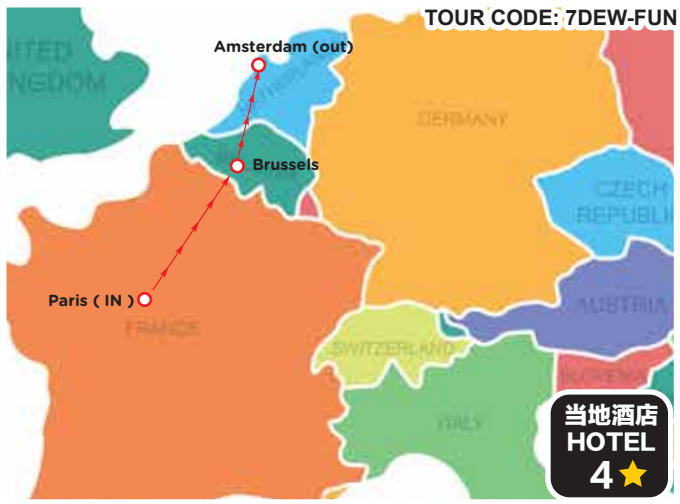 TOUR CODE: 7DEW-FUN
Amsterdam (out)
GERMANY
Brussels
CZECH
REPUBLIC
Paris ( IN )
FRANCE
AUSTRIA
SWITZERLAND
SLOVENIA
ITALY
当地酒店
HOTEL
4